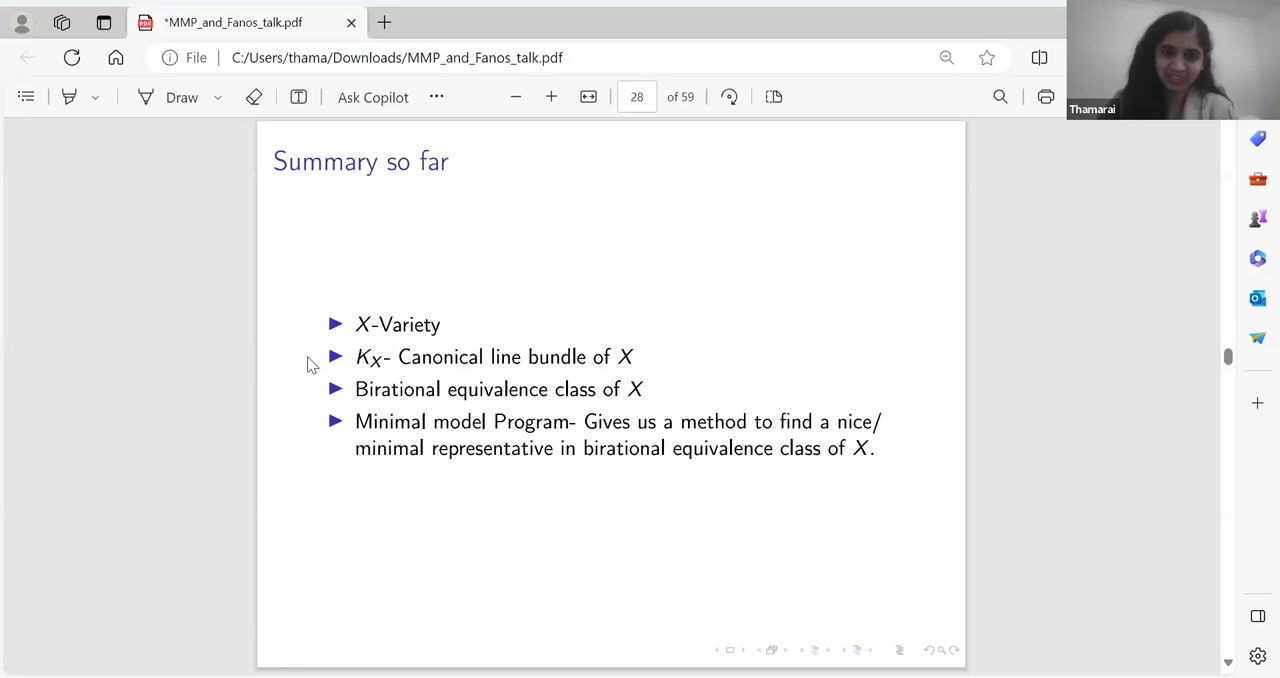 *MMP_and_Fanos_talk.pdf
File C:/Users/thama/Downloads/MMP_and_Fanos_talk.pdf
Draw Ask Copilot 28 of 59
Thamarai
Summary so far
X-Variety
K_X- Canonical line bundle of X
Birational equivalence class of X
Minimal model Program- Gives us a method to find a nice/
minimal representative in birational equivalence class of X.